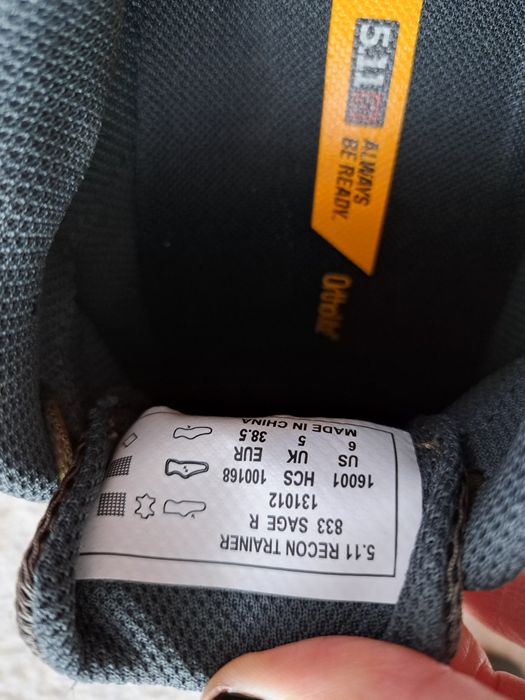 5.11
ALWAYS
BE READY.
Ortholite
5.11 RECON TRAINER
833 SAGE R
131012
16001 HCS 100168
US UK EUR
6 5 38.5
MADE IN CHINA